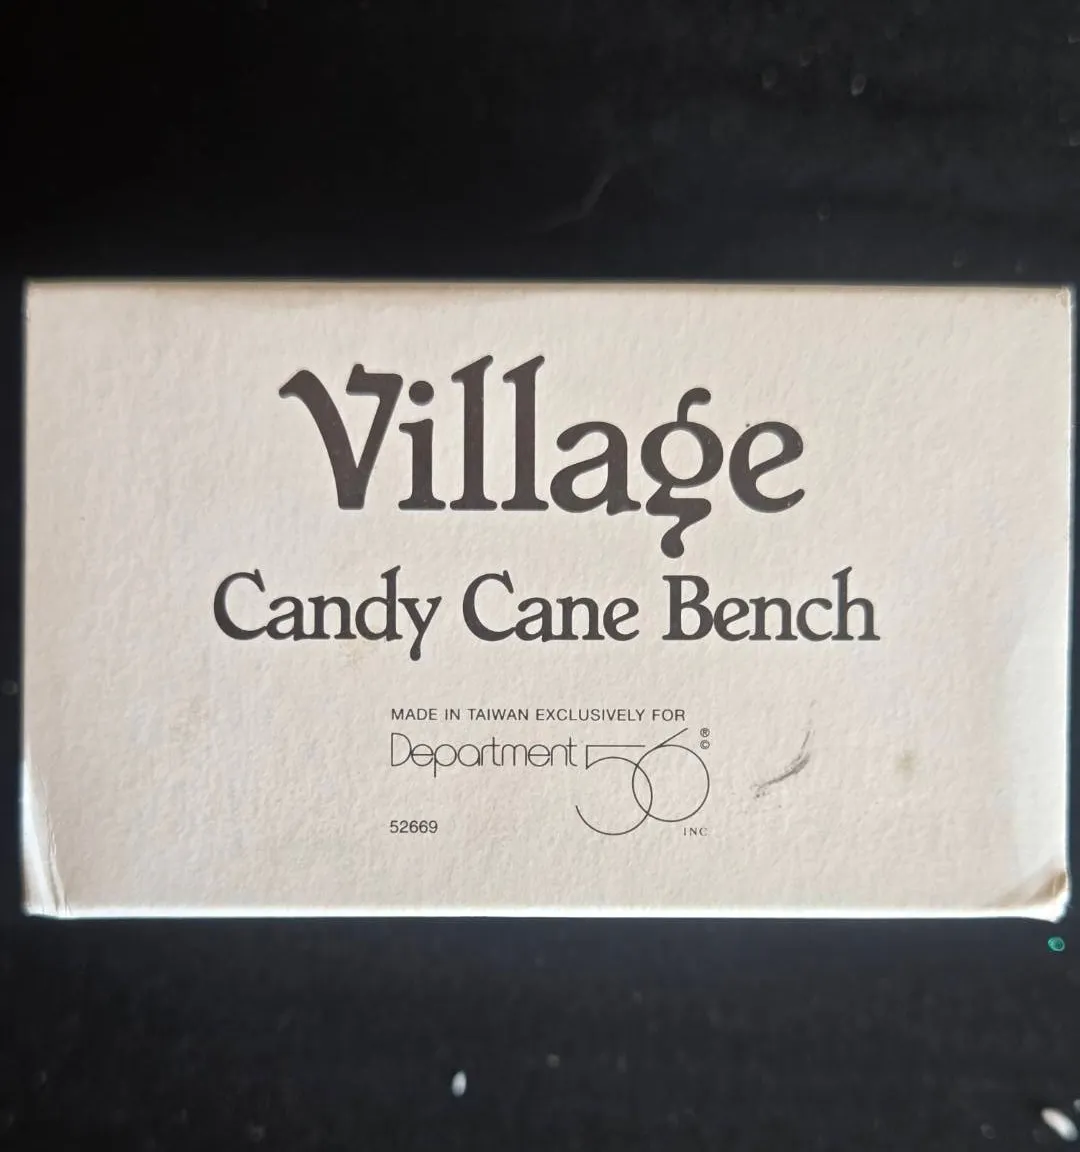 Village
Candy Cane Bench
MADE IN TAIWAN EXCLUSIVELY FOR
Department 56 ® ©
52669
INC